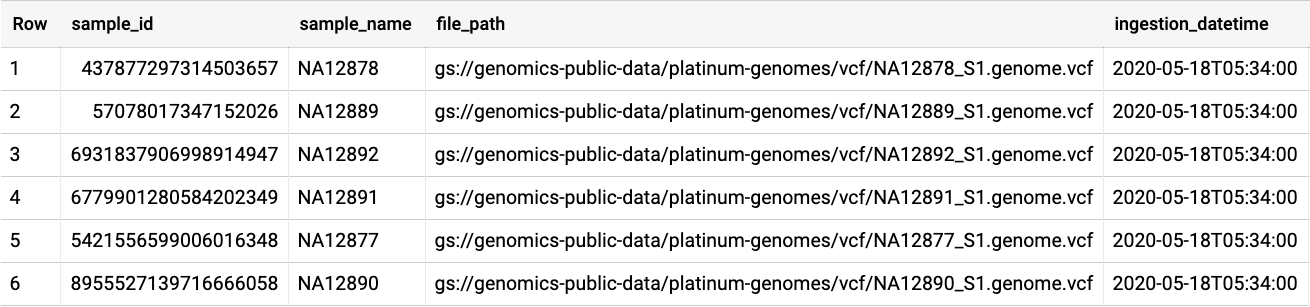 Row sample_id sample_name file_path ingestion_datetime
1 437877297314503657 NA12878 gs://genomics-public-data/platinum-genomes/vcf/NA12878_S1.genome.vcf 2020-05-18T05:34:00
2 57078017347152026 NA12889 gs://genomics-public-data/platinum-genomes/vcf/NA12889_S1.genome.vcf 2020-05-18T05:34:00
3 6931837906998914947 NA12892 gs://genomics-public-data/platinum-genomes/vcf/NA12892_S1.genome.vcf 2020-05-18T05:34:00
4 6779901280584202349 NA12891 gs://genomics-public-data/platinum-genomes/vcf/NA12891_S1.genome.vcf 2020-05-18T05:34:00
5 5421556599006016348 NA12877 gs://genomics-public-data/platinum-genomes/vcf/NA12877_S1.genome.vcf 2020-05-18T05:34:00
6 8955527139716666058 NA12890 gs://genomics-public-data/platinum-genomes/vcf/NA12890_S1.genome.vcf 2020-05-18T05:34:00